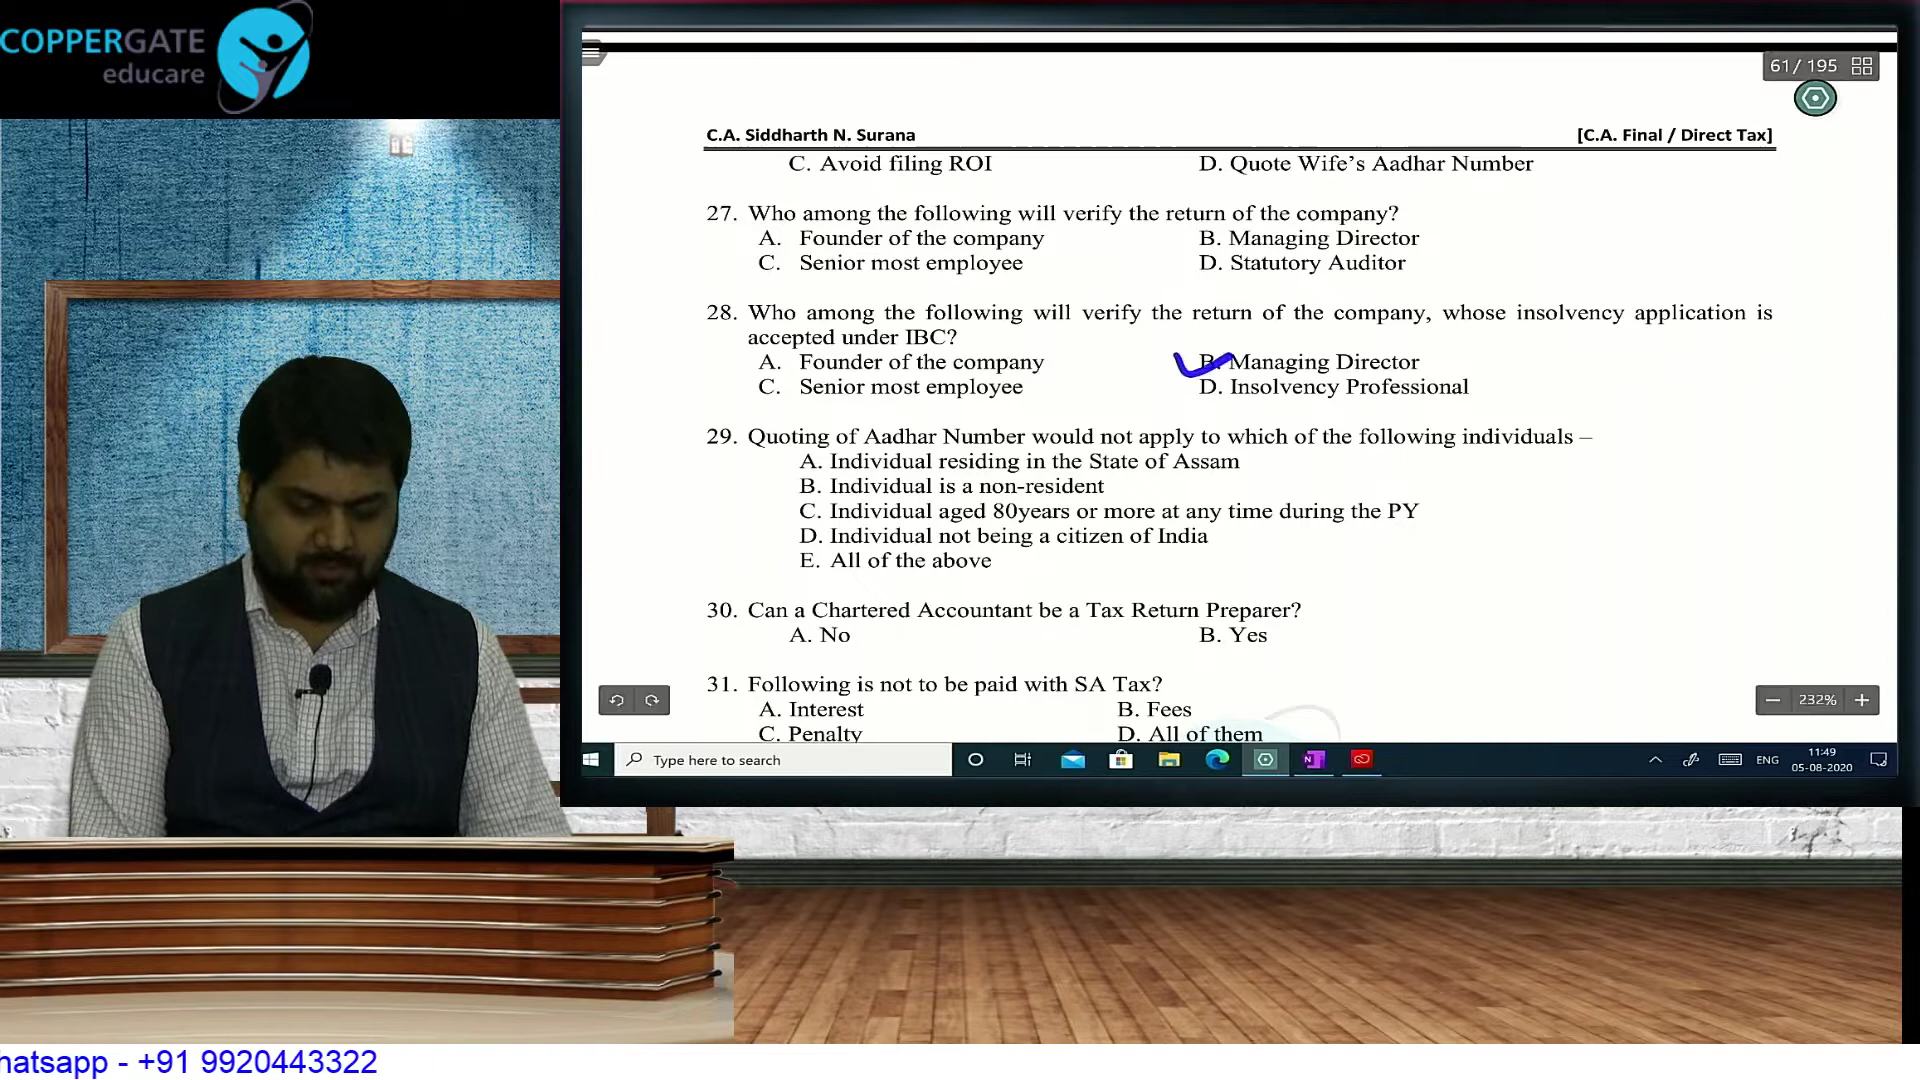 COPPERGATE
educare
61 / 195
C.A. Siddharth N. Surana [C.A. Final / Direct Tax]
C. Avoid filing ROI D. Quote Wife's Aadhar Number
27. Who among the following will verify the return of the company?
A. Founder of the company B. Managing Director
C. Senior most employee D. Statutory Auditor
28. Who among the following will verify the return of the company, whose insolvency application is
accepted under IBC?
A. Founder of the company B. Managing Director
C. Senior most employee D. Insolvency Professional
29. Quoting of Aadhar Number would not apply to which of the following individuals –
A. Individual residing in the State of Assam
B. Individual is a non-resident
C. Individual aged 80years or more at any time during the PY
D. Individual not being a citizen of India
E. All of the above
30. Can a Chartered Accountant be a Tax Return Preparer?
A. No B. Yes
31. Following is not to be paid with SA Tax?
A. Interest B. Fees
C. Penalty D. All of them
232%
Type here to search
ENG
11:49
05-08-2020
hatsapp - +91 9920443322